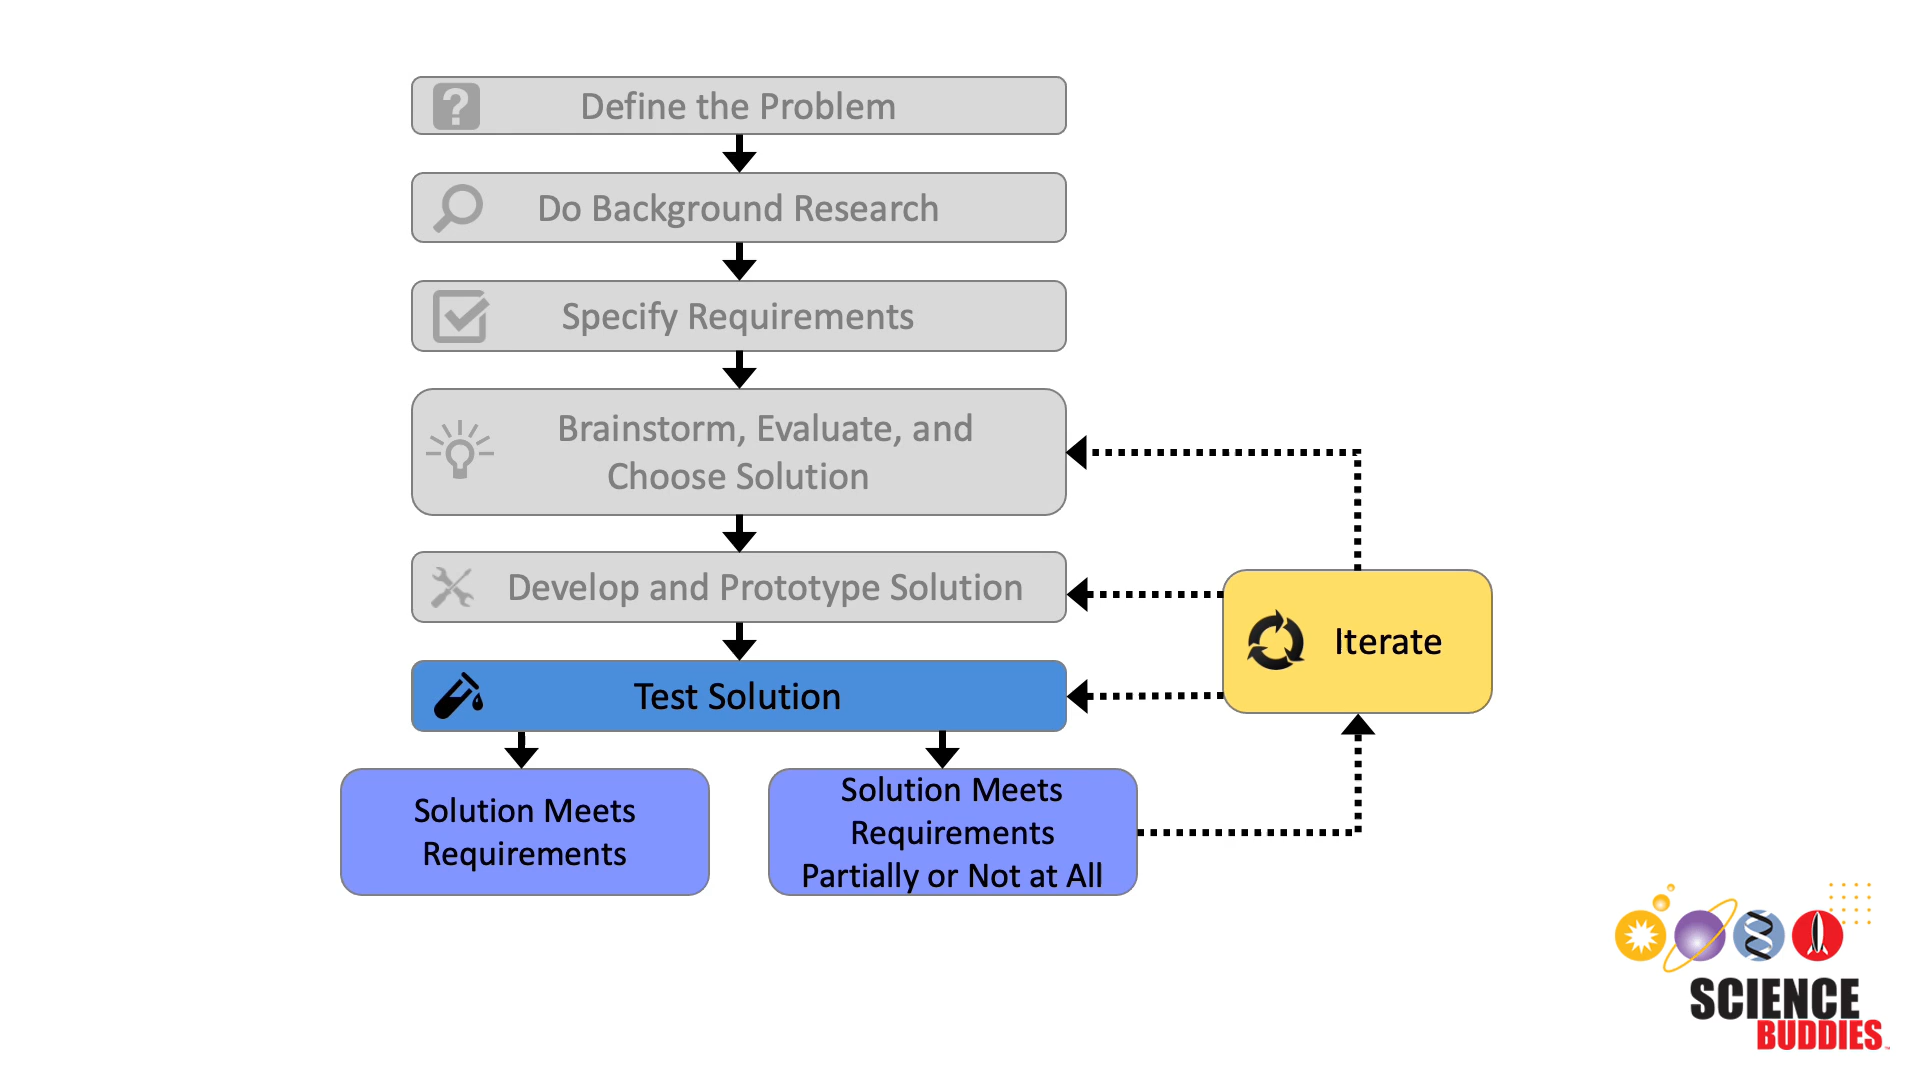 Define the Problem
Do Background Research
Specify Requirements
Brainstorm, Evaluate, and
Choose Solution
Develop and Prototype Solution
Iterate
Test Solution
Solution Meets
Requirements
Solution Meets
Requirements
Partially or Not at All
SCIENCE
BUDDIES